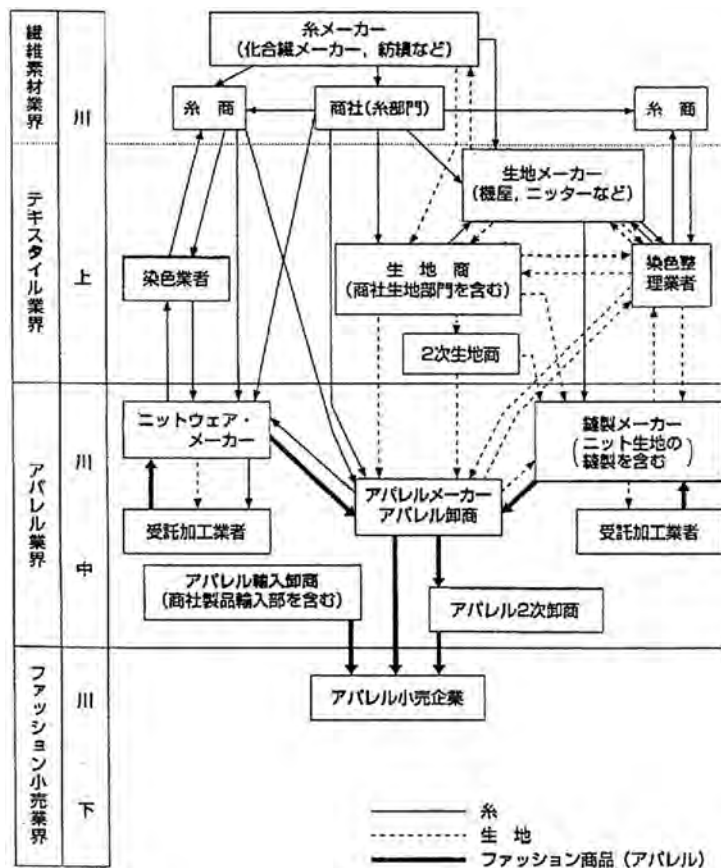 繊維素材業界
テキスタイル業界
アパレル業界
ファッション小売業界
川
上
川
中
川
下
糸メーカー
(化合繊メーカー, 紡績など)
糸 商
商社(糸部門)
糸 商
生地メーカー
(機屋, ニッターなど)
染色業者
生 地 商
(商社生地部門を含む)
染色整
理業者
2次生地商
ニットウェア・
メーカー
縫製メーカー
(ニット生地の
縫製を含む)
アパレルメーカー
アパレル卸商
受託加工業者
受託加工業者
アパレル輸入卸商
(商社製品輸入部を含む)
アパレル2次卸商
アパレル小売企業
糸
生 地
ファッション商品(アパレル)